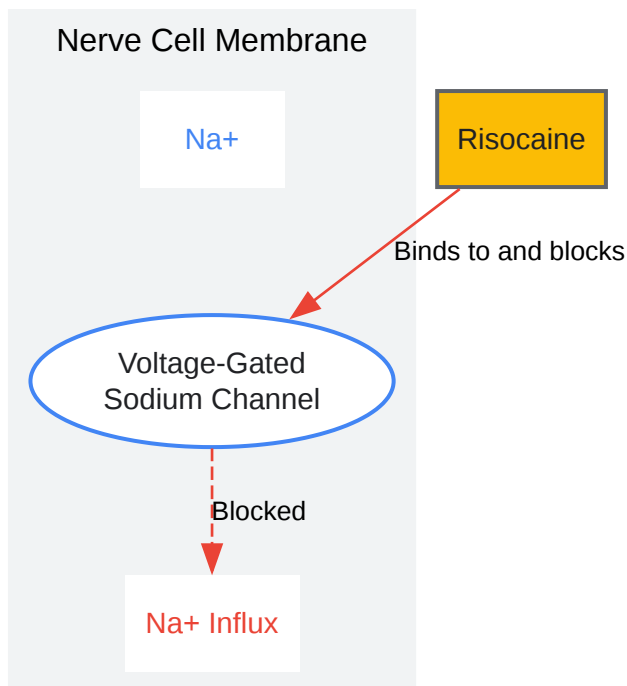 Nerve Cell Membrane
Na+
Risocaine
Binds to and blocks
Voltage-Gated
Sodium Channel
Blocked
Na+ Influx